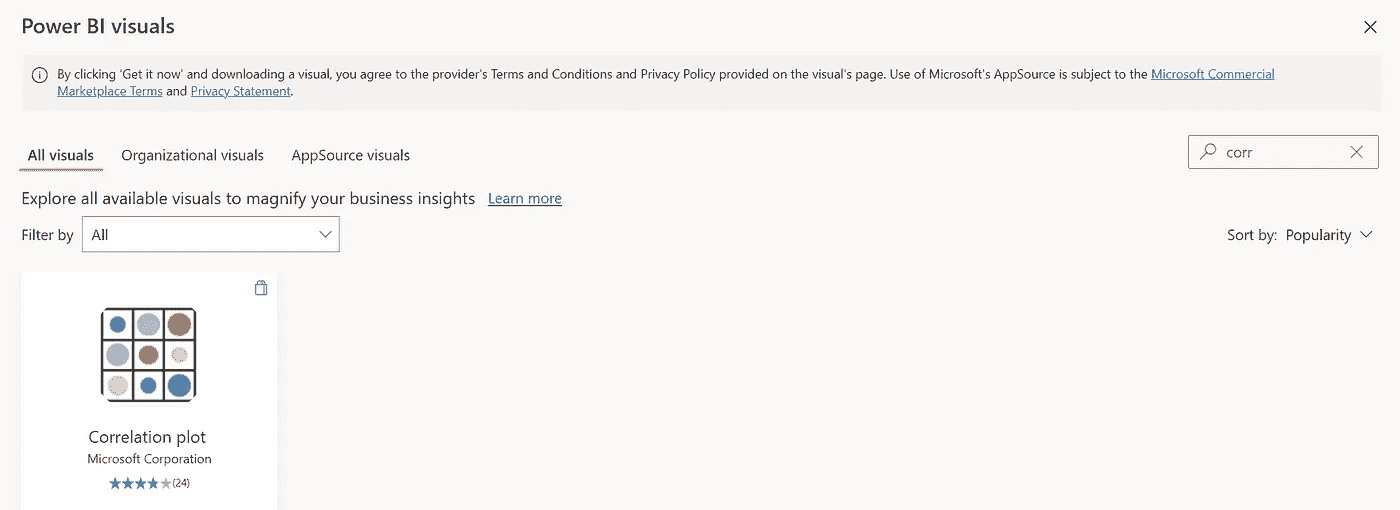 Power BI visuals
By clicking 'Get it now' and downloading a visual, you agree to the provider's Terms and Conditions and Privacy Policy provided on the visual's page. Use of Microsoft's AppSource is subject to the Microsoft Commercial
Marketplace Terms and Privacy Statement.
All visuals Organizational visuals AppSource visuals
corr
Explore all available visuals to magnify your business insights Learn more
Filter by All
Sort by: Popularity
Correlation plot
Microsoft Corporation
(24)